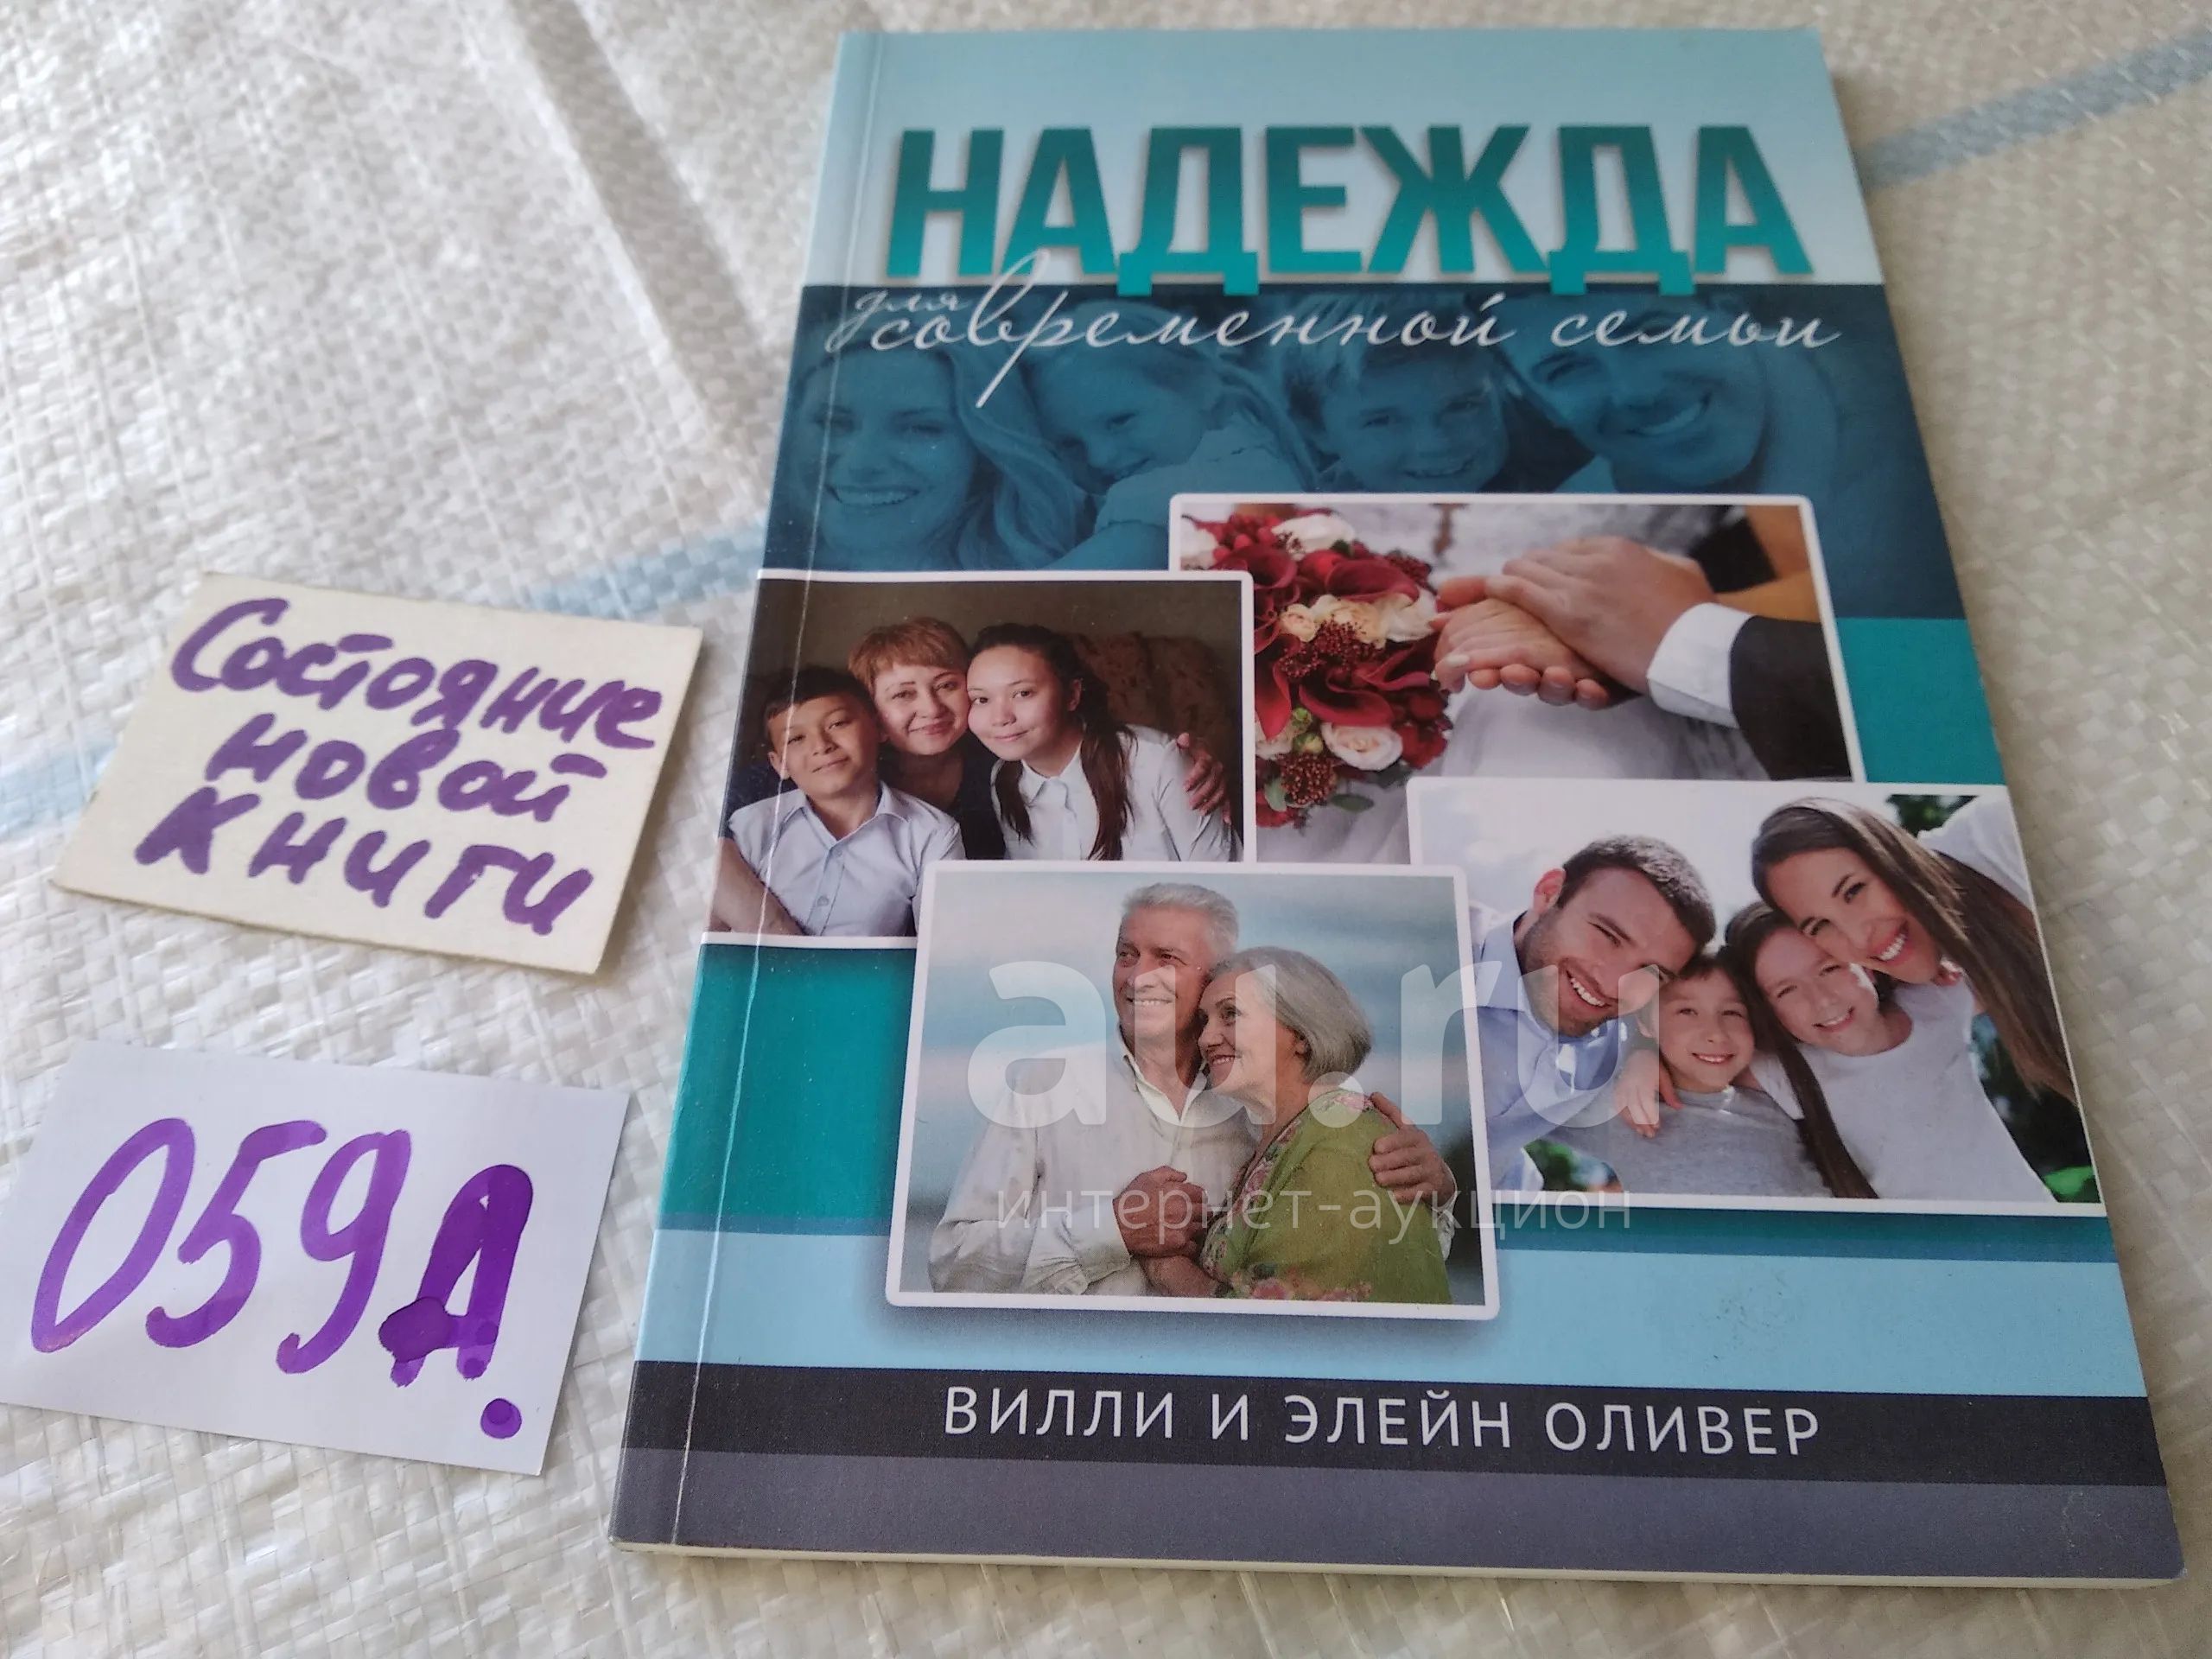 НАДЕЖДА
для
современной семьи
Состояние
новой
книги
059д.
au.ru
интернет-аукцион
ВИЛЛИ И ЭЛЕЙН ОЛИВЕР